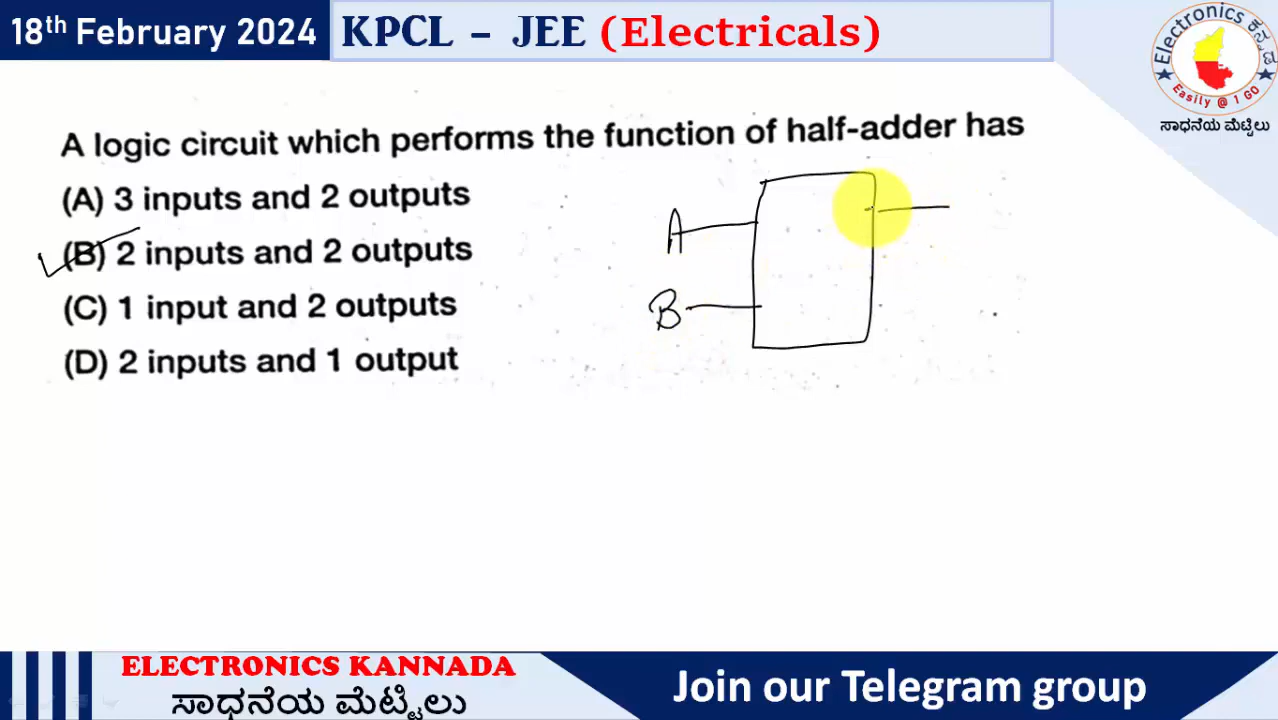 18th February 2024
KPCL – JEE (Electricals)
Electronics ಕನ್ನಡ
Easily @ 1 GO
ಸಾಧನೆಯ ಮೆಟ್ಟಿಲು
A logic circuit which performs the function of half-adder has
(A) 3 inputs and 2 outputs
(B) 2 inputs and 2 outputs
(C) 1 input and 2 outputs
(D) 2 inputs and 1 output
A
B
ELECTRONICS KANNADA
ಸಾಧನೆಯ ಮೆಟ್ಟಿಲು
Join our Telegram group